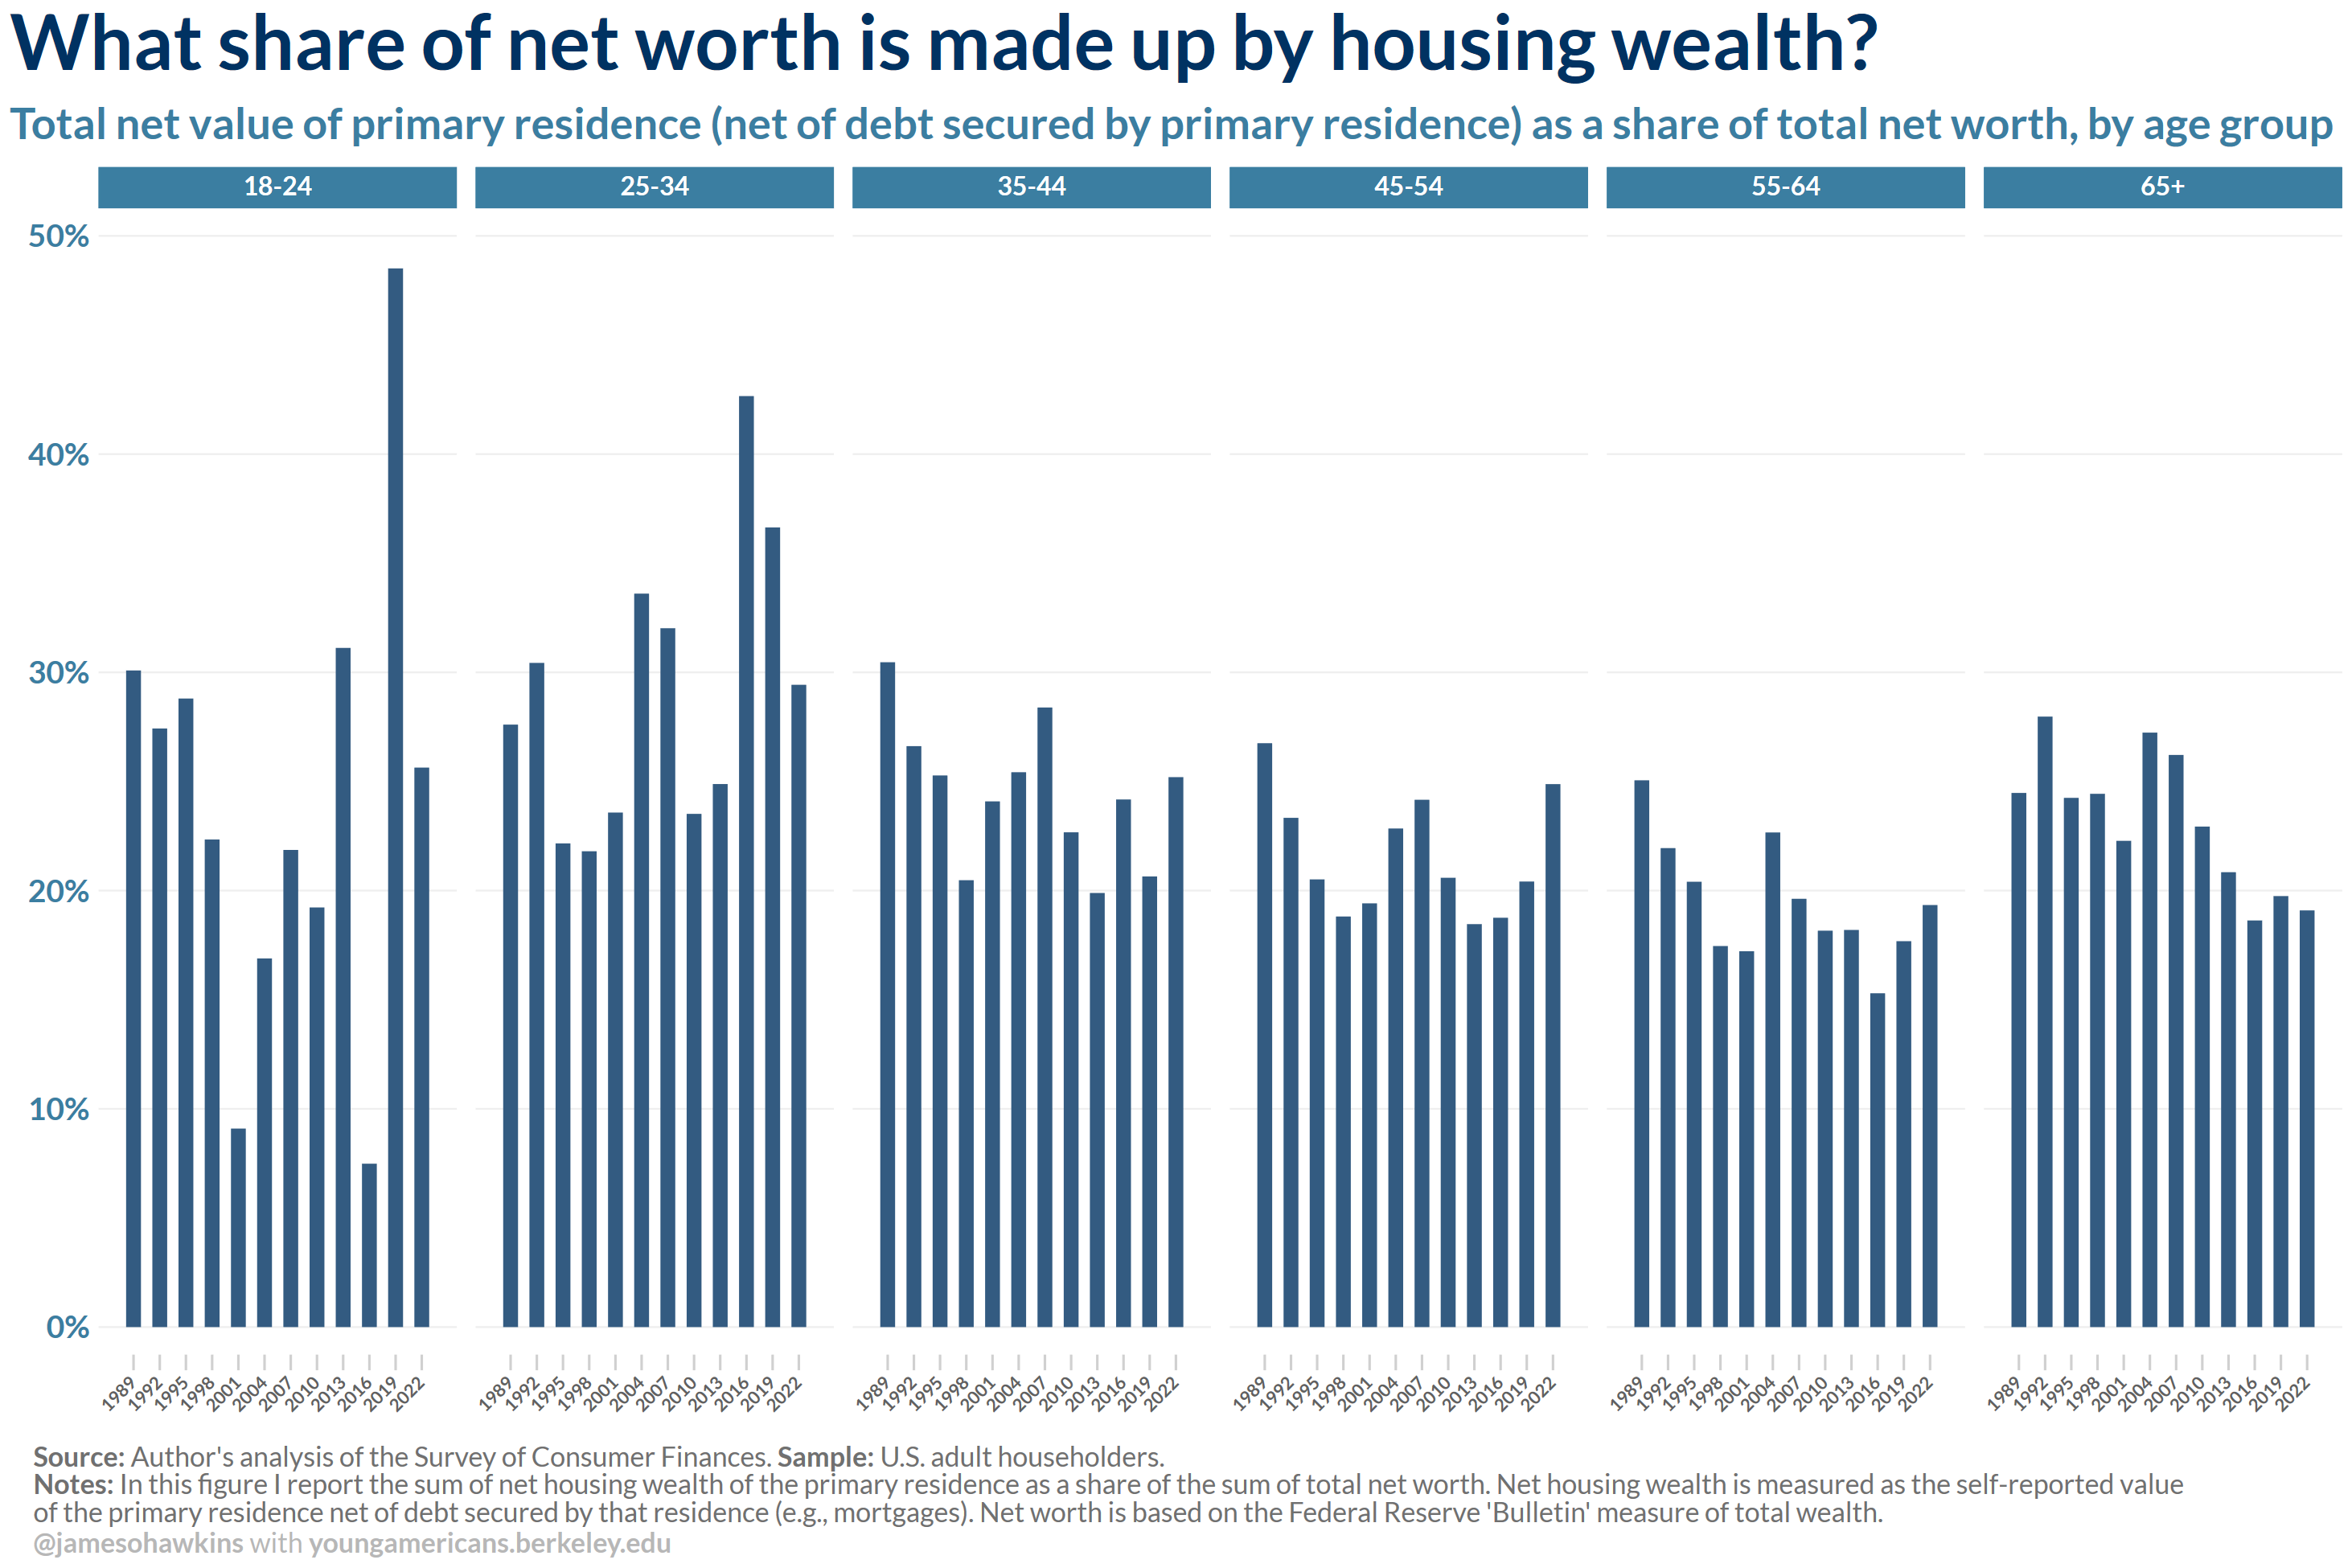 What share of net worth is made up by housing wealth?
Total net value of primary residence (net of debt secured by primary residence) as a share of total net worth, by age group
18-24 25-34 35-44 45-54 55-64 65+
50%
40%
30%
20%
10%
0%
1989 1992 1995 1998 2001 2004 2007 2010 2013 2016 2019 2022 1989 1992 1995 1998 2001 2004 2007 2010 2013 2016 2019 2022 1989 1992 1995 1998 2001 2004 2007 2010 2013 2016 2019 2022 1989 1992 1995 1998 2001 2004 2007 2010 2013 2016 2019 2022 1989 1992 1995 1998 2001 2004 2007 2010 2013 2016 2019 2022 1989 1992 1995 1998 2001 2004 2007 2010 2013 2016 2019 2022
Source: Author's analysis of the Survey of Consumer Finances. Sample: U.S. adult householders.
Notes: In this figure I report the sum of net housing wealth of the primary residence as a share of the sum of total net worth. Net housing wealth is measured as the self-reported value
of the primary residence net of debt secured by that residence (e.g., mortgages). Net worth is based on the Federal Reserve 'Bulletin' measure of total wealth.
@jamesohawkins with youngamericans.berkeley.edu